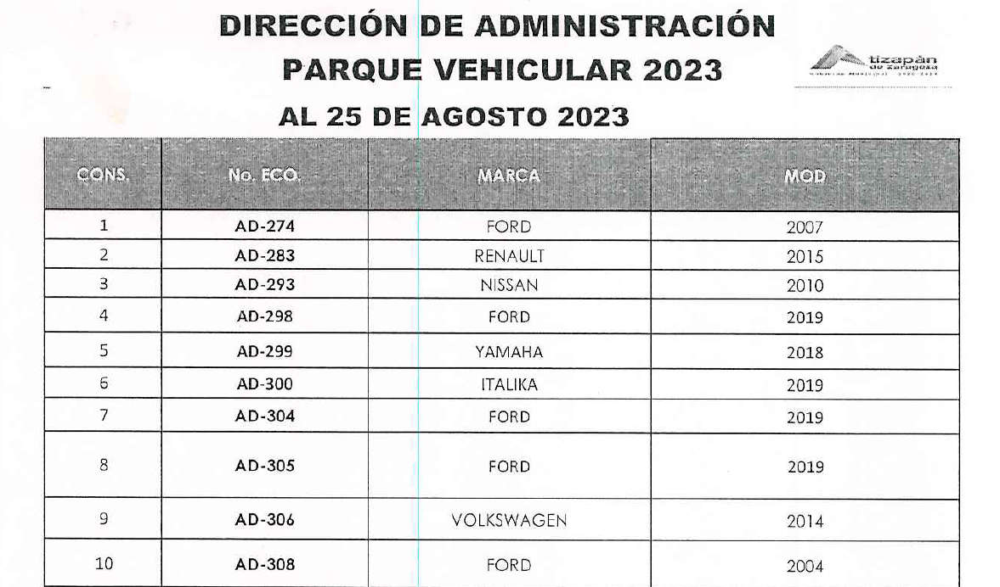 DIRECCIÓN DE ADMINISTRACIÓN
PARQUE VEHICULAR 2023
tizapán
de Zaragoza
AL 25 DE AGOSTO 2023
CONS. No. ECO. MARCA MOD
1 AD-274 FORD 2007
2 AD-283 RENAULT 2015
3 AD-293 NISSAN 2010
4 AD-298 FORD 2019
5 AD-299 YAMAHA 2018
6 AD-300 ITALIKA 2019
7 AD-304 FORD 2019
8 AD-305 FORD 2019
9 AD-306 VOLKSWAGEN 2014
10 AD-308 FORD 2004